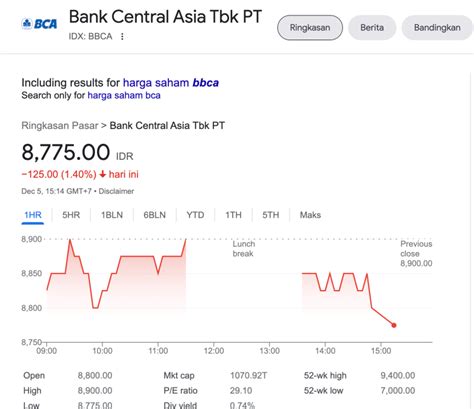 BCA
Bank Central Asia Tbk PT
IDX: BBCA
Ringkasan
Berita
Bandingkan
Including results for harga saham bbca
Search only for harga saham bca
Ringkasan Pasar > Bank Central Asia Tbk PT
8,775.00 IDR
−125.00 (1.40%) ↓ hari ini
Dec 5, 15:14 GMT+7 • Disclaimer
1HR 5HR 1BLN 6BLN YTD 1TH 5TH Maks
8,900
8,850
8,800
8,750
Lunch break
Previous close 8,900.00
09:00 10:00 11:00 12:00 13:00 14:00 15:00
Open 8,800.00 Mkt cap 1070.92T 52-wk high 9,400.00
High 8,900.00 P/E ratio 29.10 52-wk low 7,000.00
Low 8,775.00 Div yield 0.74%